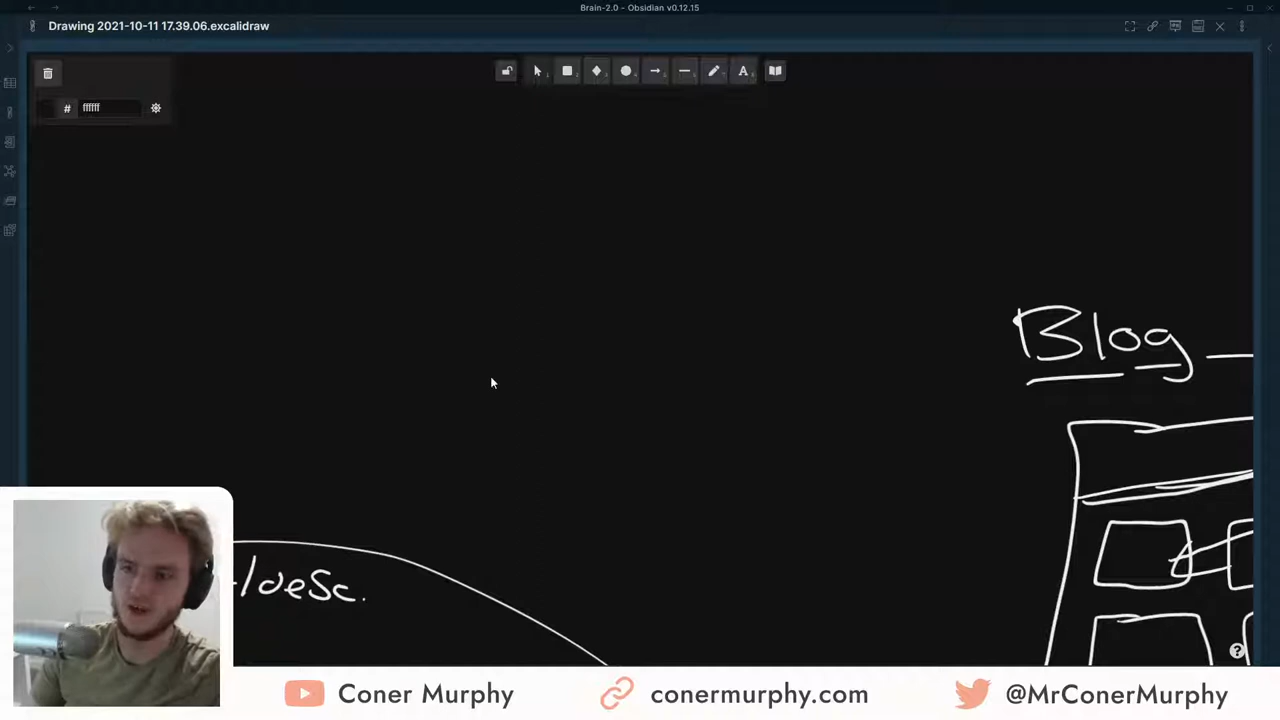 Brain-2.0 - Obsidian v0.12.15
Drawing 2021-10-11 17.39.06.excalidraw
# ffffff
A
Blog
/desc.
Coner Murphy
conermurphy.com
@MrConerMurphy